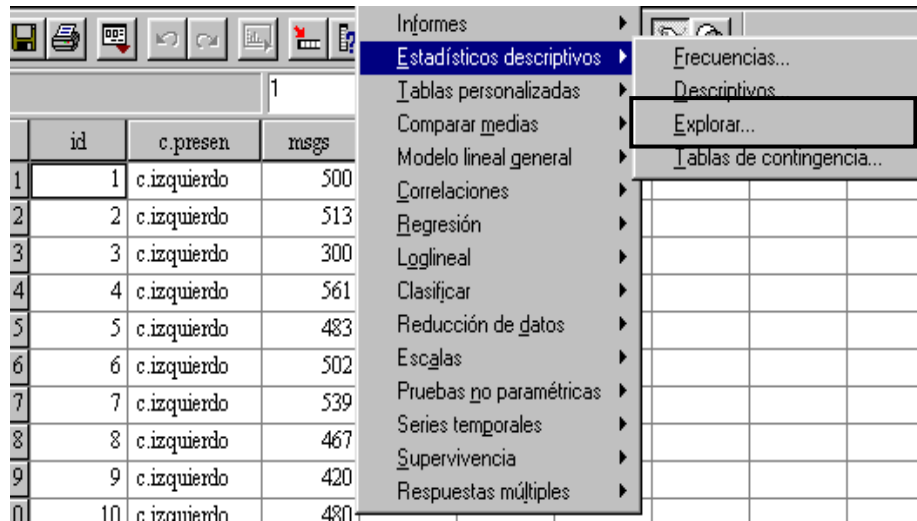 Informes
Estadísticos descriptivos
Tablas personalizadas
Comparar medias
Modelo lineal general
Correlaciones
Regresión
Loglineal
Clasificar
Reducción de datos
Escalas
Pruebas no paramétricas
Series temporales
Supervivencia
Respuestas múltiples
Frecuencias...
Descriptivos
Explorar...
Tablas de contingencia...
1
id c.presen msgs
1 1 c.izquierdo 500
2 2 c.izquierdo 513
3 3 c.izquierdo 300
4 4 c.izquierdo 561
5 5 c.izquierdo 483
6 6 c.izquierdo 502
7 7 c.izquierdo 539
8 8 c.izquierdo 467
9 9 c.izquierdo 420
0 10 c.izquierdo 480